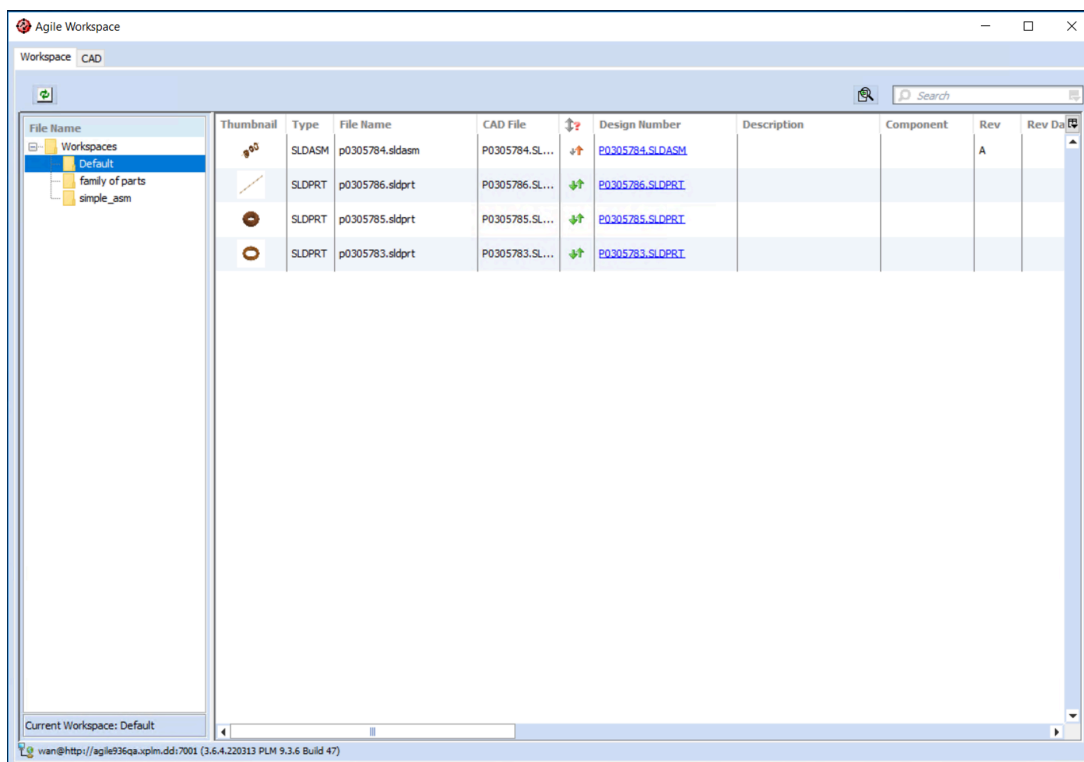 Agile Workspace
Workspace CAD
Search
File Name
Workspaces
Default
family of parts
simple_asm
Thumbnail Type File Name CAD File ? Design Number Description Component Rev Rev Da
SLDASM p0305784.sldasm P0305784.SL... P0305784.SLDASM A
SLDPRT p0305786.sldprt P0305786.SL... P0305786.SLDPRT
SLDPRT p0305785.sldprt P0305785.SL... P0305785.SLDPRT
SLDPRT p0305783.sldprt P0305783.SL... P0305783.SLDPRT
Current Workspace: Default
wan@http://agile936qa.xplm.dd:7001 (3.6.4.220313 PLM 9.3.6 Build 47)